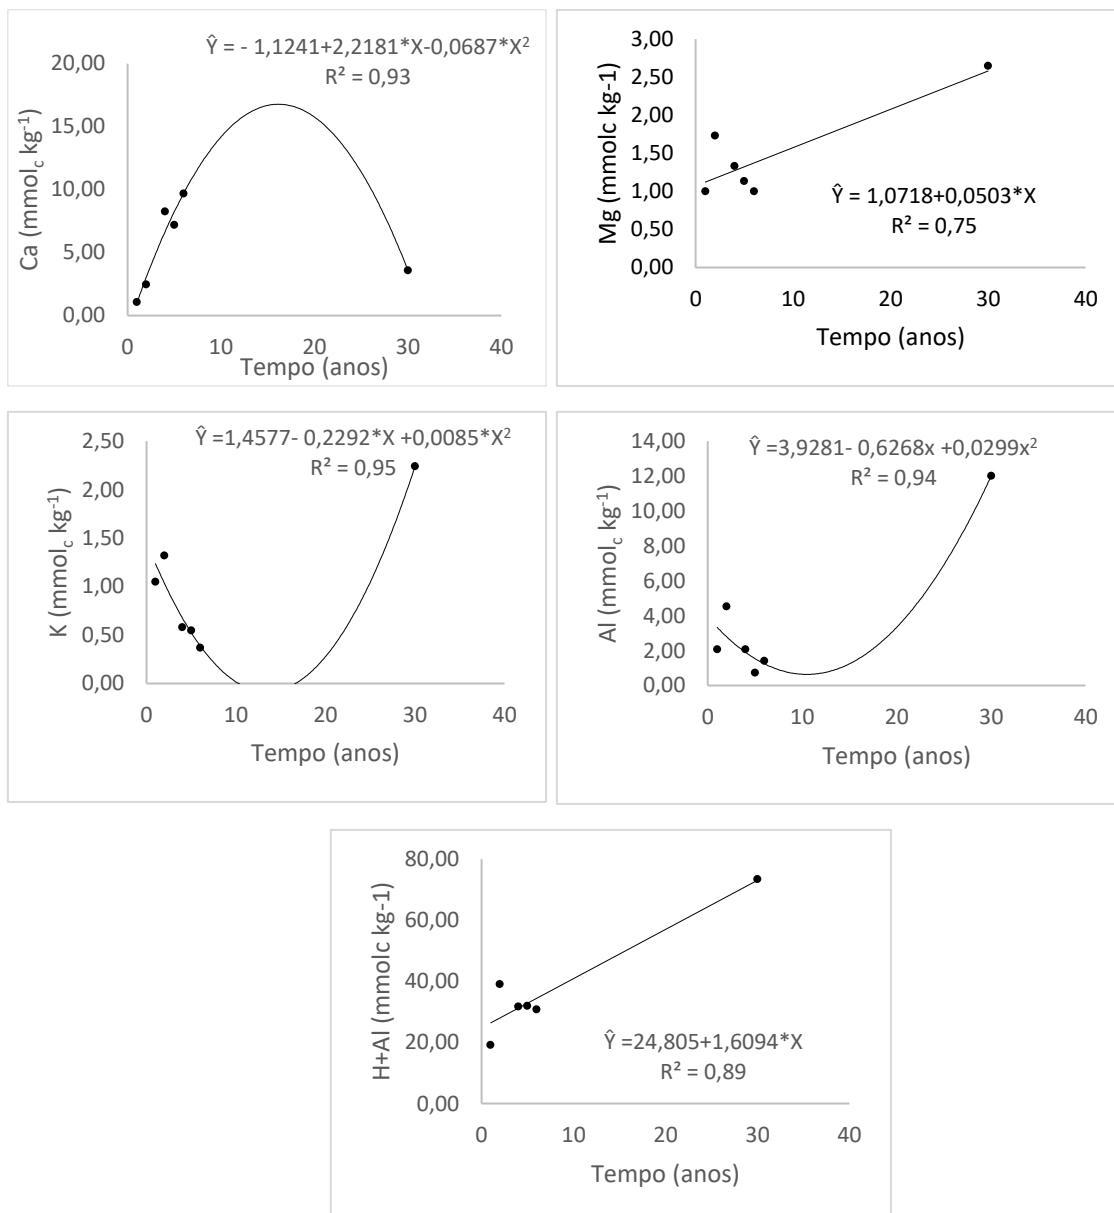 Ŷ = - 1,1241+2,2181*X-0,0687*X²
R² = 0,93
20,00
15,00
10,00
5,00
0,00
Ca (mmolc kg-1)
0 10 20 30 40
Tempo (anos)
3,00
2,50
2,00
1,50
1,00
0,50
0,00
Mg (mmolc kg-1)
Ŷ = 1,0718+0,0503*X
R² = 0,75
0 10 20 30 40
Tempo (anos)
Ŷ =1,4577- 0,2292*X +0,0085*X²
R² = 0,95
2,50
2,00
1,50
1,00
0,50
0,00
K (mmolc kg-1)
0 10 20 30 40
Tempo (anos)
Ŷ=3,9281- 0,6268x +0,0299x²
R² = 0,94
14,00
12,00
10,00
8,00
6,00
4,00
2,00
0,00
Al (mmolc kg-1)
0 10 20 30 40
Tempo (anos)
80,00
60,00
40,00
20,00
0,00
H+Al (mmolc kg-1)
Ŷ =24,805+1,6094*X
R² = 0,89
0 10 20 30 40
Tempo (anos)